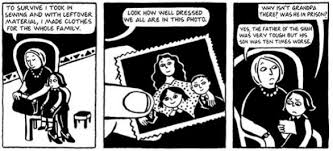 TO SURVIVE I TOOK IN
SEWING AND WITH LEFTOVER
MATERIAL, I MADE CLOTHES
FOR THE WHOLE FAMILY.
LOOK HOW WELL DRESSED
WE ALL ARE IN THIS PHOTO.
WHY ISN'T GRANDPA
THERE? WAS HE IN PRISON?
YES, THE FATHER OF THE SHAH
WAS VERY TOUGH BUT HIS
SON WAS TEN TIMES WORSE